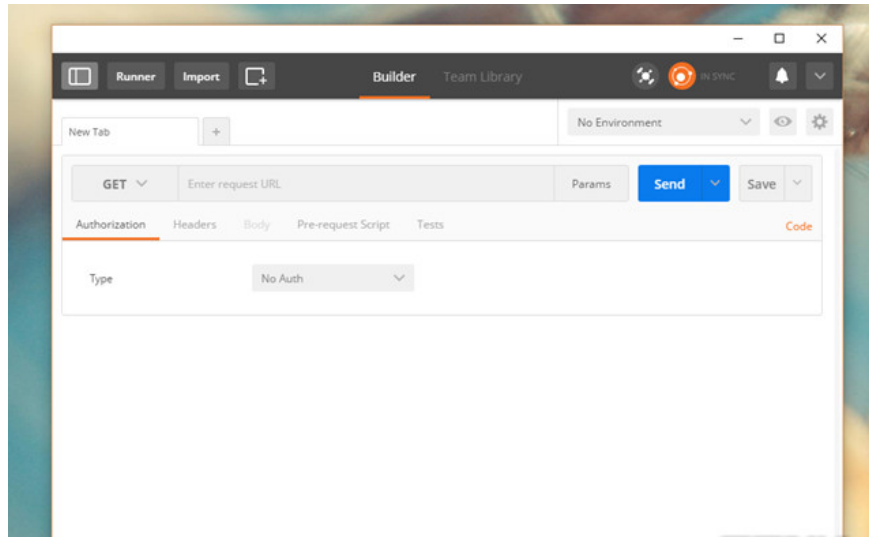 Runner Import Builder Team Library IN SYNC
New Tab + No Environment
GET Enter request URL Params Send Save
Authorization Headers Body Pre-request Script Tests Code
Type No Auth